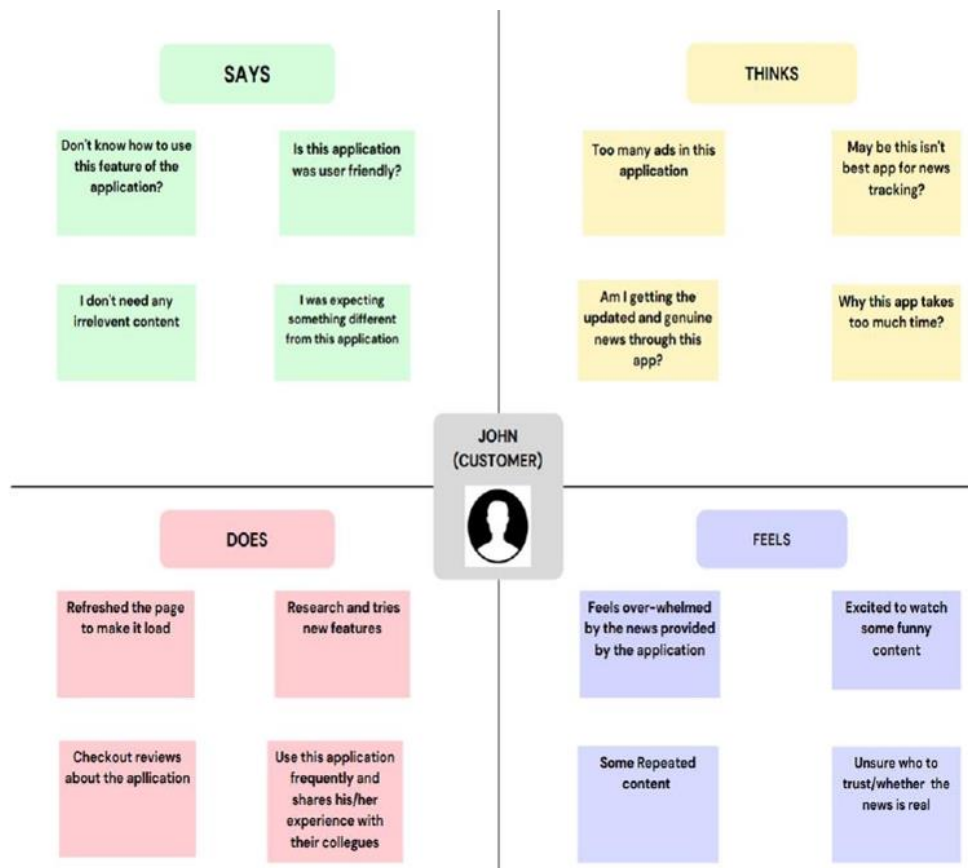 SAYS
Don't know how to use
this feature of the
application?
Is this application
was user friendly?
I don't need any
irrelevent content
I was expecting
something different
from this application
THINKS
Too many ads in this
application
May be this isn't
best app for news
tracking?
Am I getting the
updated and genuine
news through this
app?
Why this app takes
too much time?
JOHN
(CUSTOMER)
DOES
Refreshed the page
to make it load
Research and tries
new features
Checkout reviews
about the apllication
Use this application
frequently and
shares his/her
experience with
their collegues
FEELS
Feels over-whelmed
by the news provided
by the application
Excited to watch
some funny
content
Some Repeated
content
Unsure who to
trust/whether the
news is real